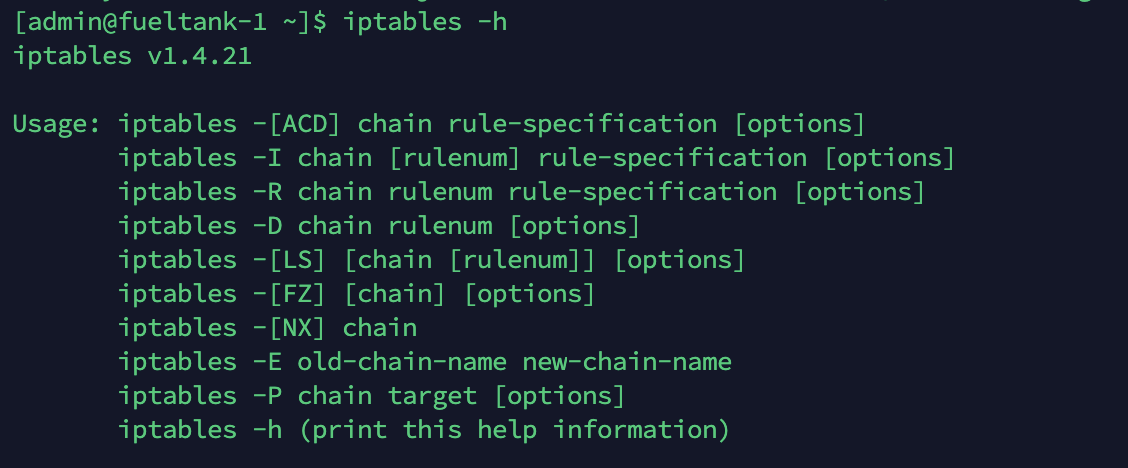 [admin@fueltank-1 ~]$ iptables -h
iptables v1.4.21
Usage: iptables -[ACD] chain rule-specification [options]
iptables -I chain [rulenum] rule-specification [options]
iptables -R chain rulenum rule-specification [options]
iptables -D chain rulenum [options]
iptables -[LS] [chain [rulenum]] [options]
iptables -[FZ] [chain] [options]
iptables -[NX] chain
iptables -E old-chain-name new-chain-name
iptables -P chain target [options]
iptables -h (print this help information)